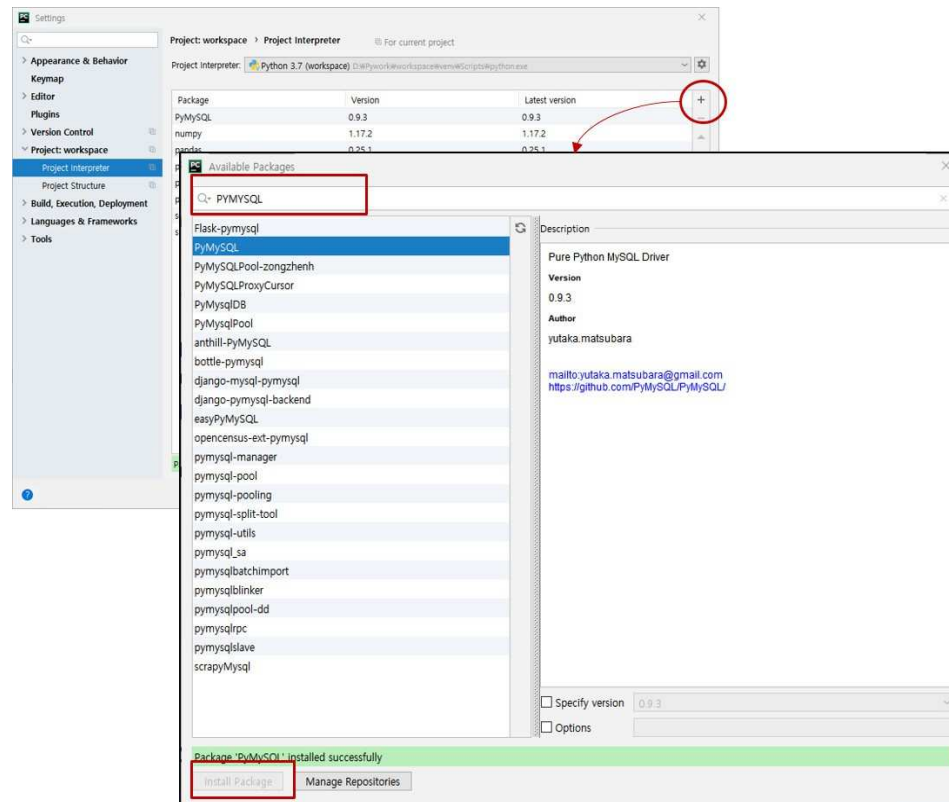 Settings
Project: workspace > Project Interpreter For current project
Appearance & Behavior
Keymap
Editor
Plugins
Version Control
Project: workspace
Project Interpreter
Project Structure
Build, Execution, Deployment
Languages & Frameworks
Tools
Project Interpreter: Python 3.7 (workspace) D:₩Pywork₩workspace₩venv₩Scripts₩python.exe
Package Version Latest version
PyMySQL 0.9.3 0.9.3
numpy 1.17.2 1.17.2
pandas 0.25.1 0.25.1
Available Packages
PYMYSQL
Flask-pymysql
PyMySQL
PyMySQLPool-zongzhenh
PyMySQLProxyCursor
PyMysqlDB
PyMysqlPool
anthill-PyMySQL
bottle-pymysql
django-mysql-pymysql
django-pymysql-backend
easyPyMySQL
opencensus-ext-pymysql
pymysql-manager
pymysql-pool
pymysql-pooling
pymysql-split-tool
pymysql-utils
pymysql_sa
pymysqlbatchimport
pymysqlblinker
pymysqlpool-dd
pymysqlrpc
pymysqlslave
scrapyMysql
Description
Pure Python MySQL Driver
Version
0.9.3
Author
yutaka.matsubara
mailto:yutaka.matsubara@gmail.com
https://github.com/PyMySQL/PyMySQL/
Specify version 0.9.3
Options
Package 'PyMySQL' installed successfully
Install Package Manage Repositories